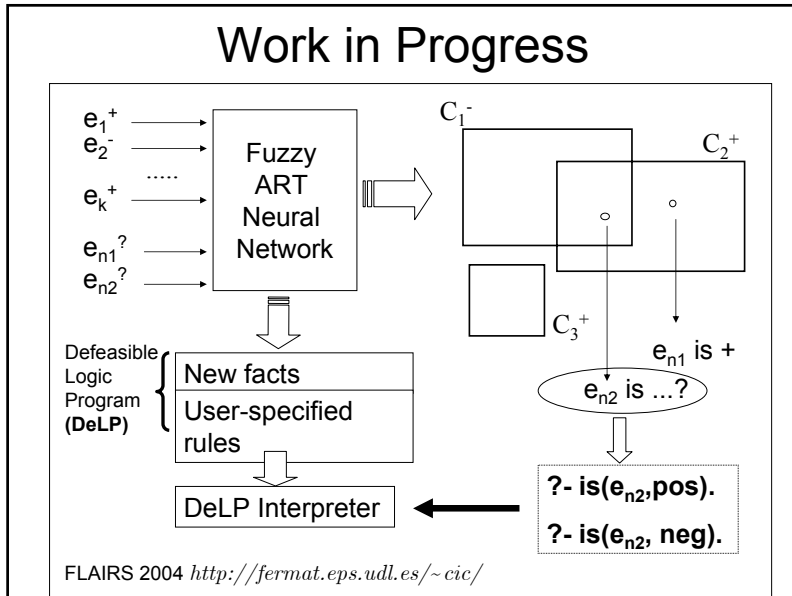 Work in Progress
e1+
e2-
.....
ek+
en1?
en2?
Fuzzy
ART
Neural
Network
C1-
C2+
C3+
en1 is +
en2 is ...?
Defeasible
Logic
Program
(DeLP)
New facts
User-specified
rules
DeLP Interpreter
?- is(en2,pos).
?- is(en2, neg).
FLAIRS 2004 http://fermat.eps.udl.es/~cic/